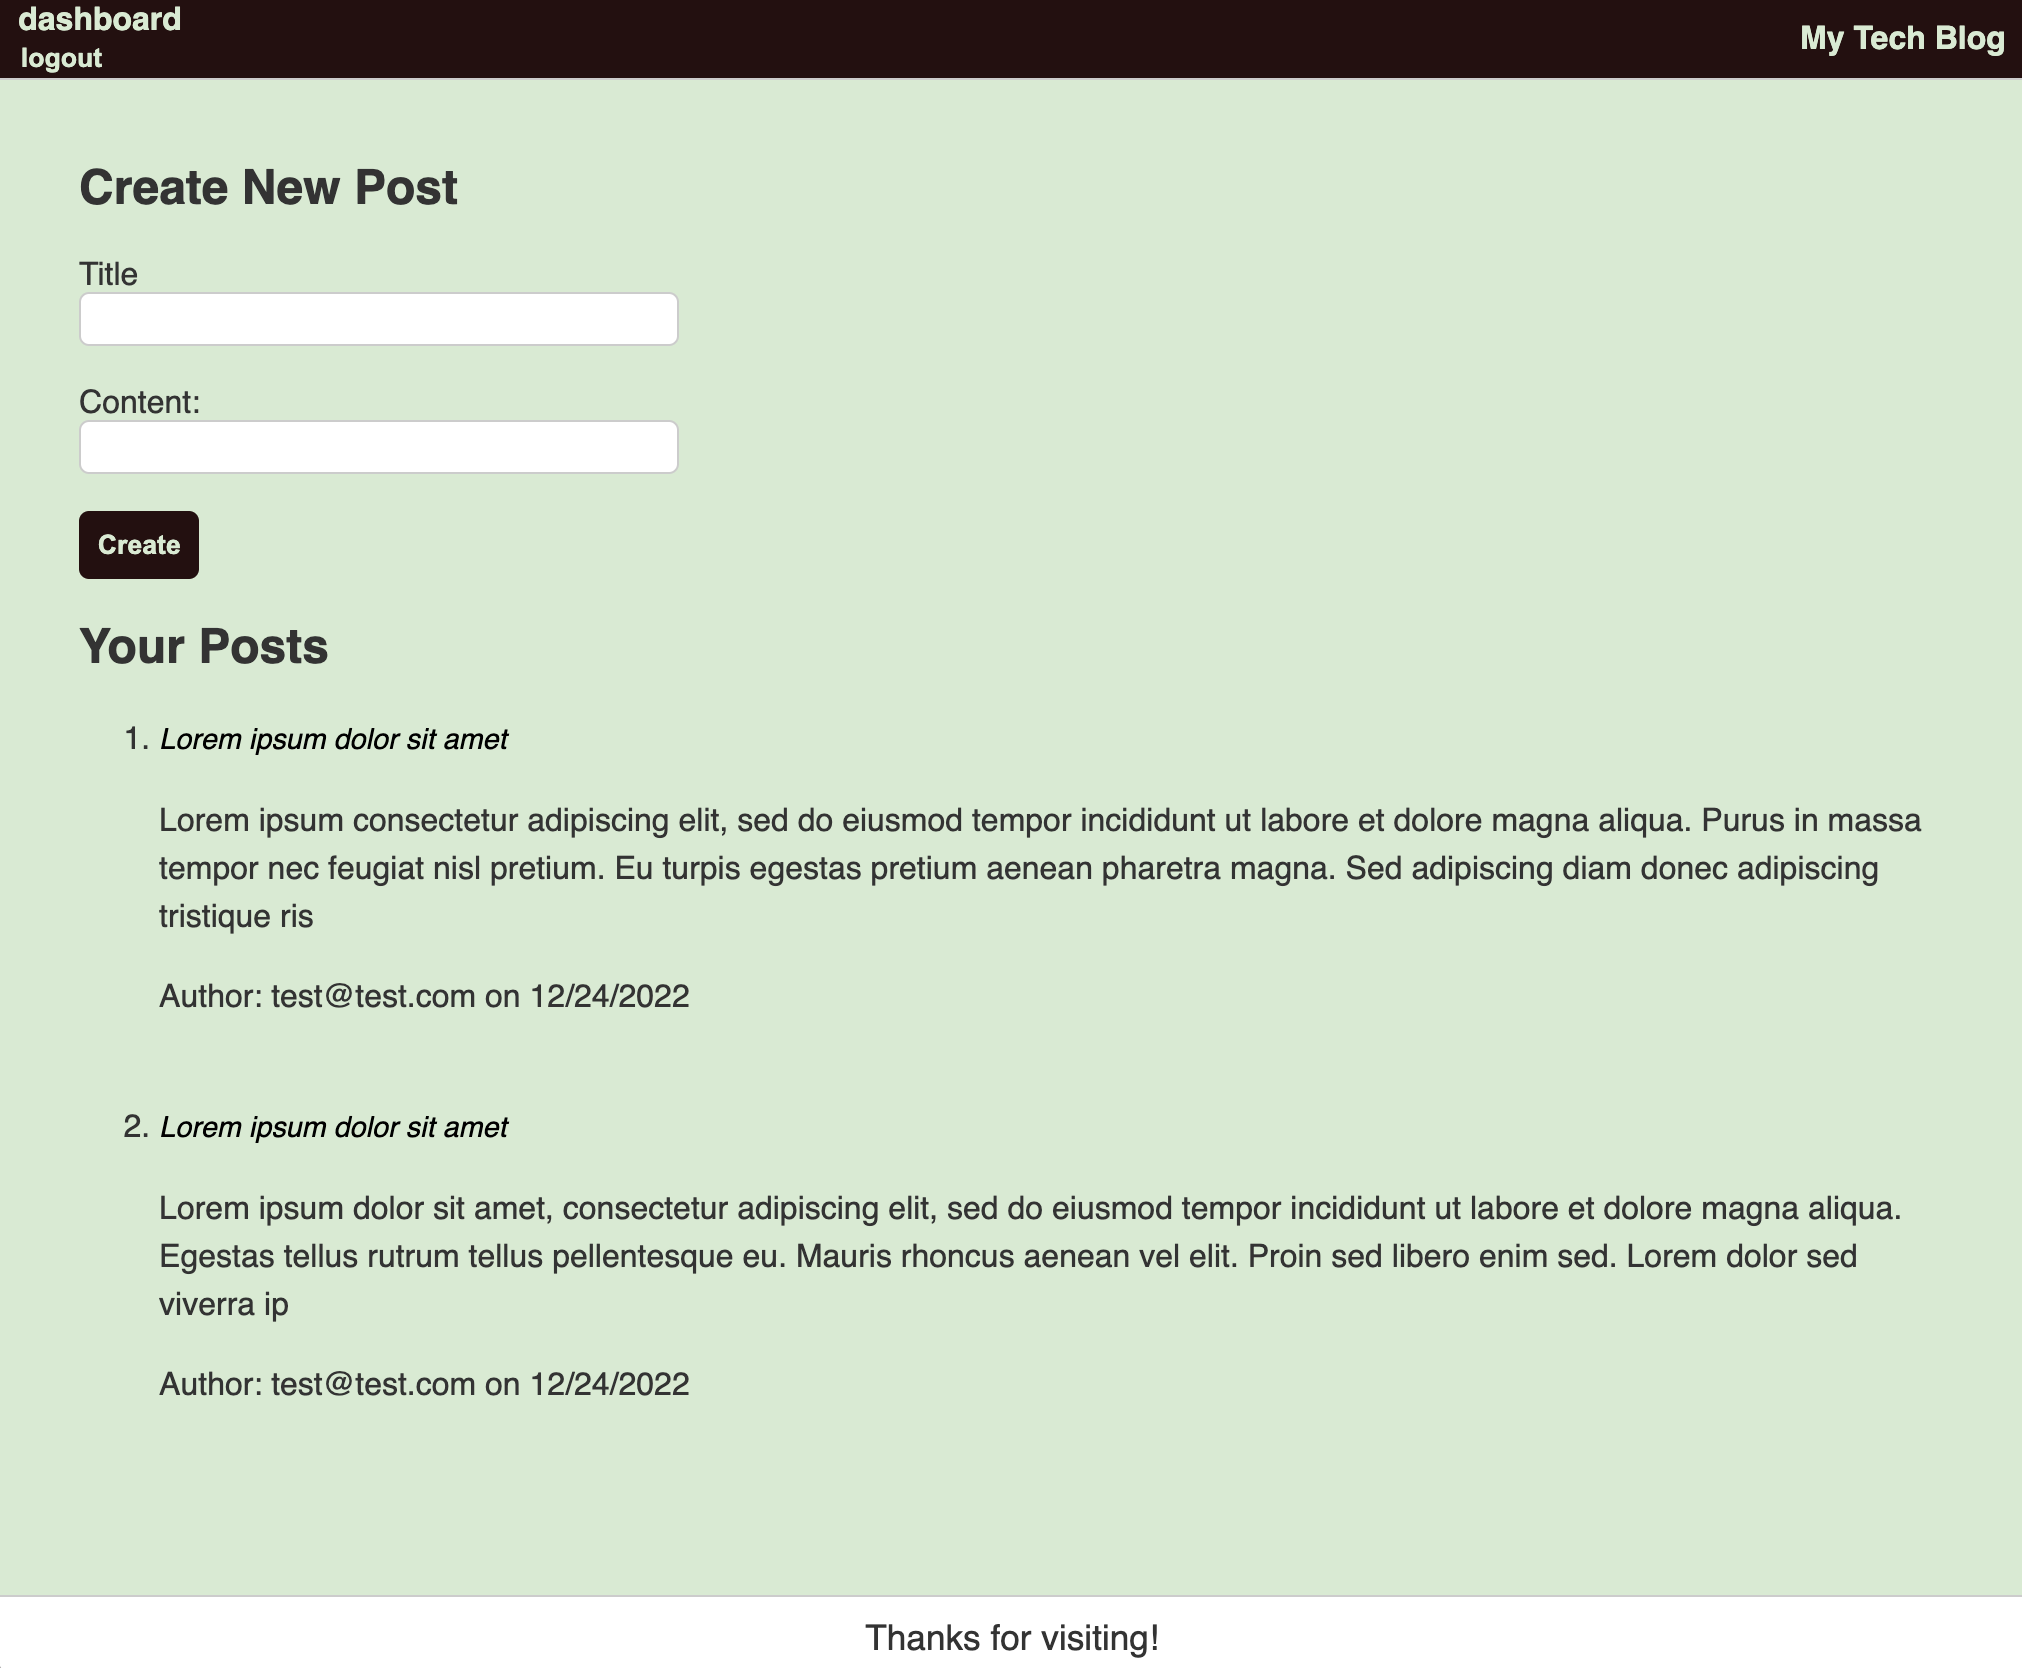 dashboard
logout
My Tech Blog
Create New Post
Title
Content:
Create
Your Posts
1. Lorem ipsum dolor sit amet
Lorem ipsum consectetur adipiscing elit, sed do eiusmod tempor incididunt ut labore et dolore magna aliqua. Purus in massa
tempor nec feugiat nisl pretium. Eu turpis egestas pretium aenean pharetra magna. Sed adipiscing diam donec adipiscing
tristique ris
Author: test@test.com on 12/24/2022
2. Lorem ipsum dolor sit amet
Lorem ipsum dolor sit amet, consectetur adipiscing elit, sed do eiusmod tempor incididunt ut labore et dolore magna aliqua.
Egestas tellus rutrum tellus pellentesque eu. Mauris rhoncus aenean vel elit. Proin sed libero enim sed. Lorem dolor sed
viverra ip
Author: test@test.com on 12/24/2022
Thanks for visiting!